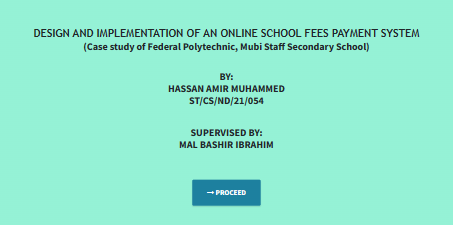 DESIGN AND IMPLEMENTATION OF AN ONLINE SCHOOL FEES PAYMENT SYSTEM
(Case study of Federal Polytechnic, Mubi Staff Secondary School)
BY:
HASSAN AMIR MUHAMMED
ST/CS/ND/21/054
SUPERVISED BY:
MAL BASHIR IBRAHIM
→ PROCEED